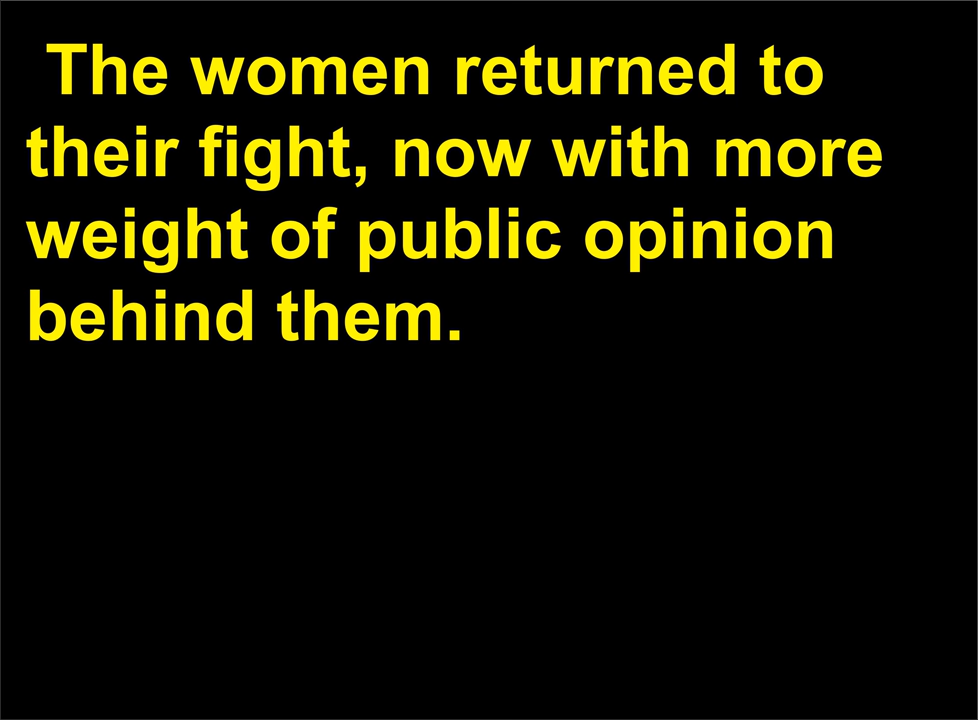 The women returned to
their fight, now with more
weight of public opinion
behind them.